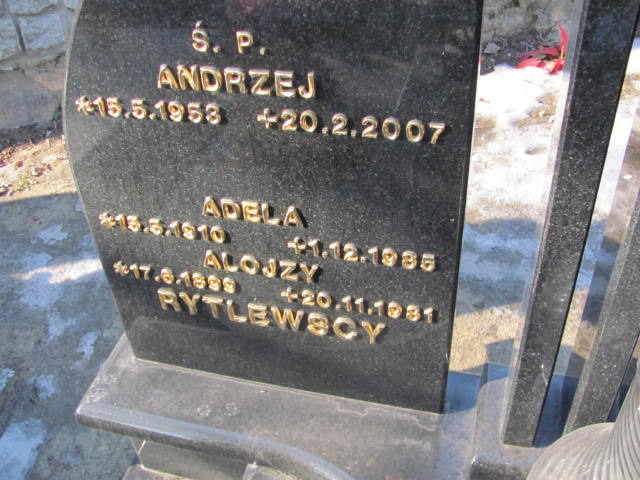 Ś. P.
ANDRZEJ
*15.5.1953 +20.2.2007
ADELA
*15.5.1910 +1.12.1985
ALOJZY
*17.6.1899 +20.11.1981
RYTLEWSCY